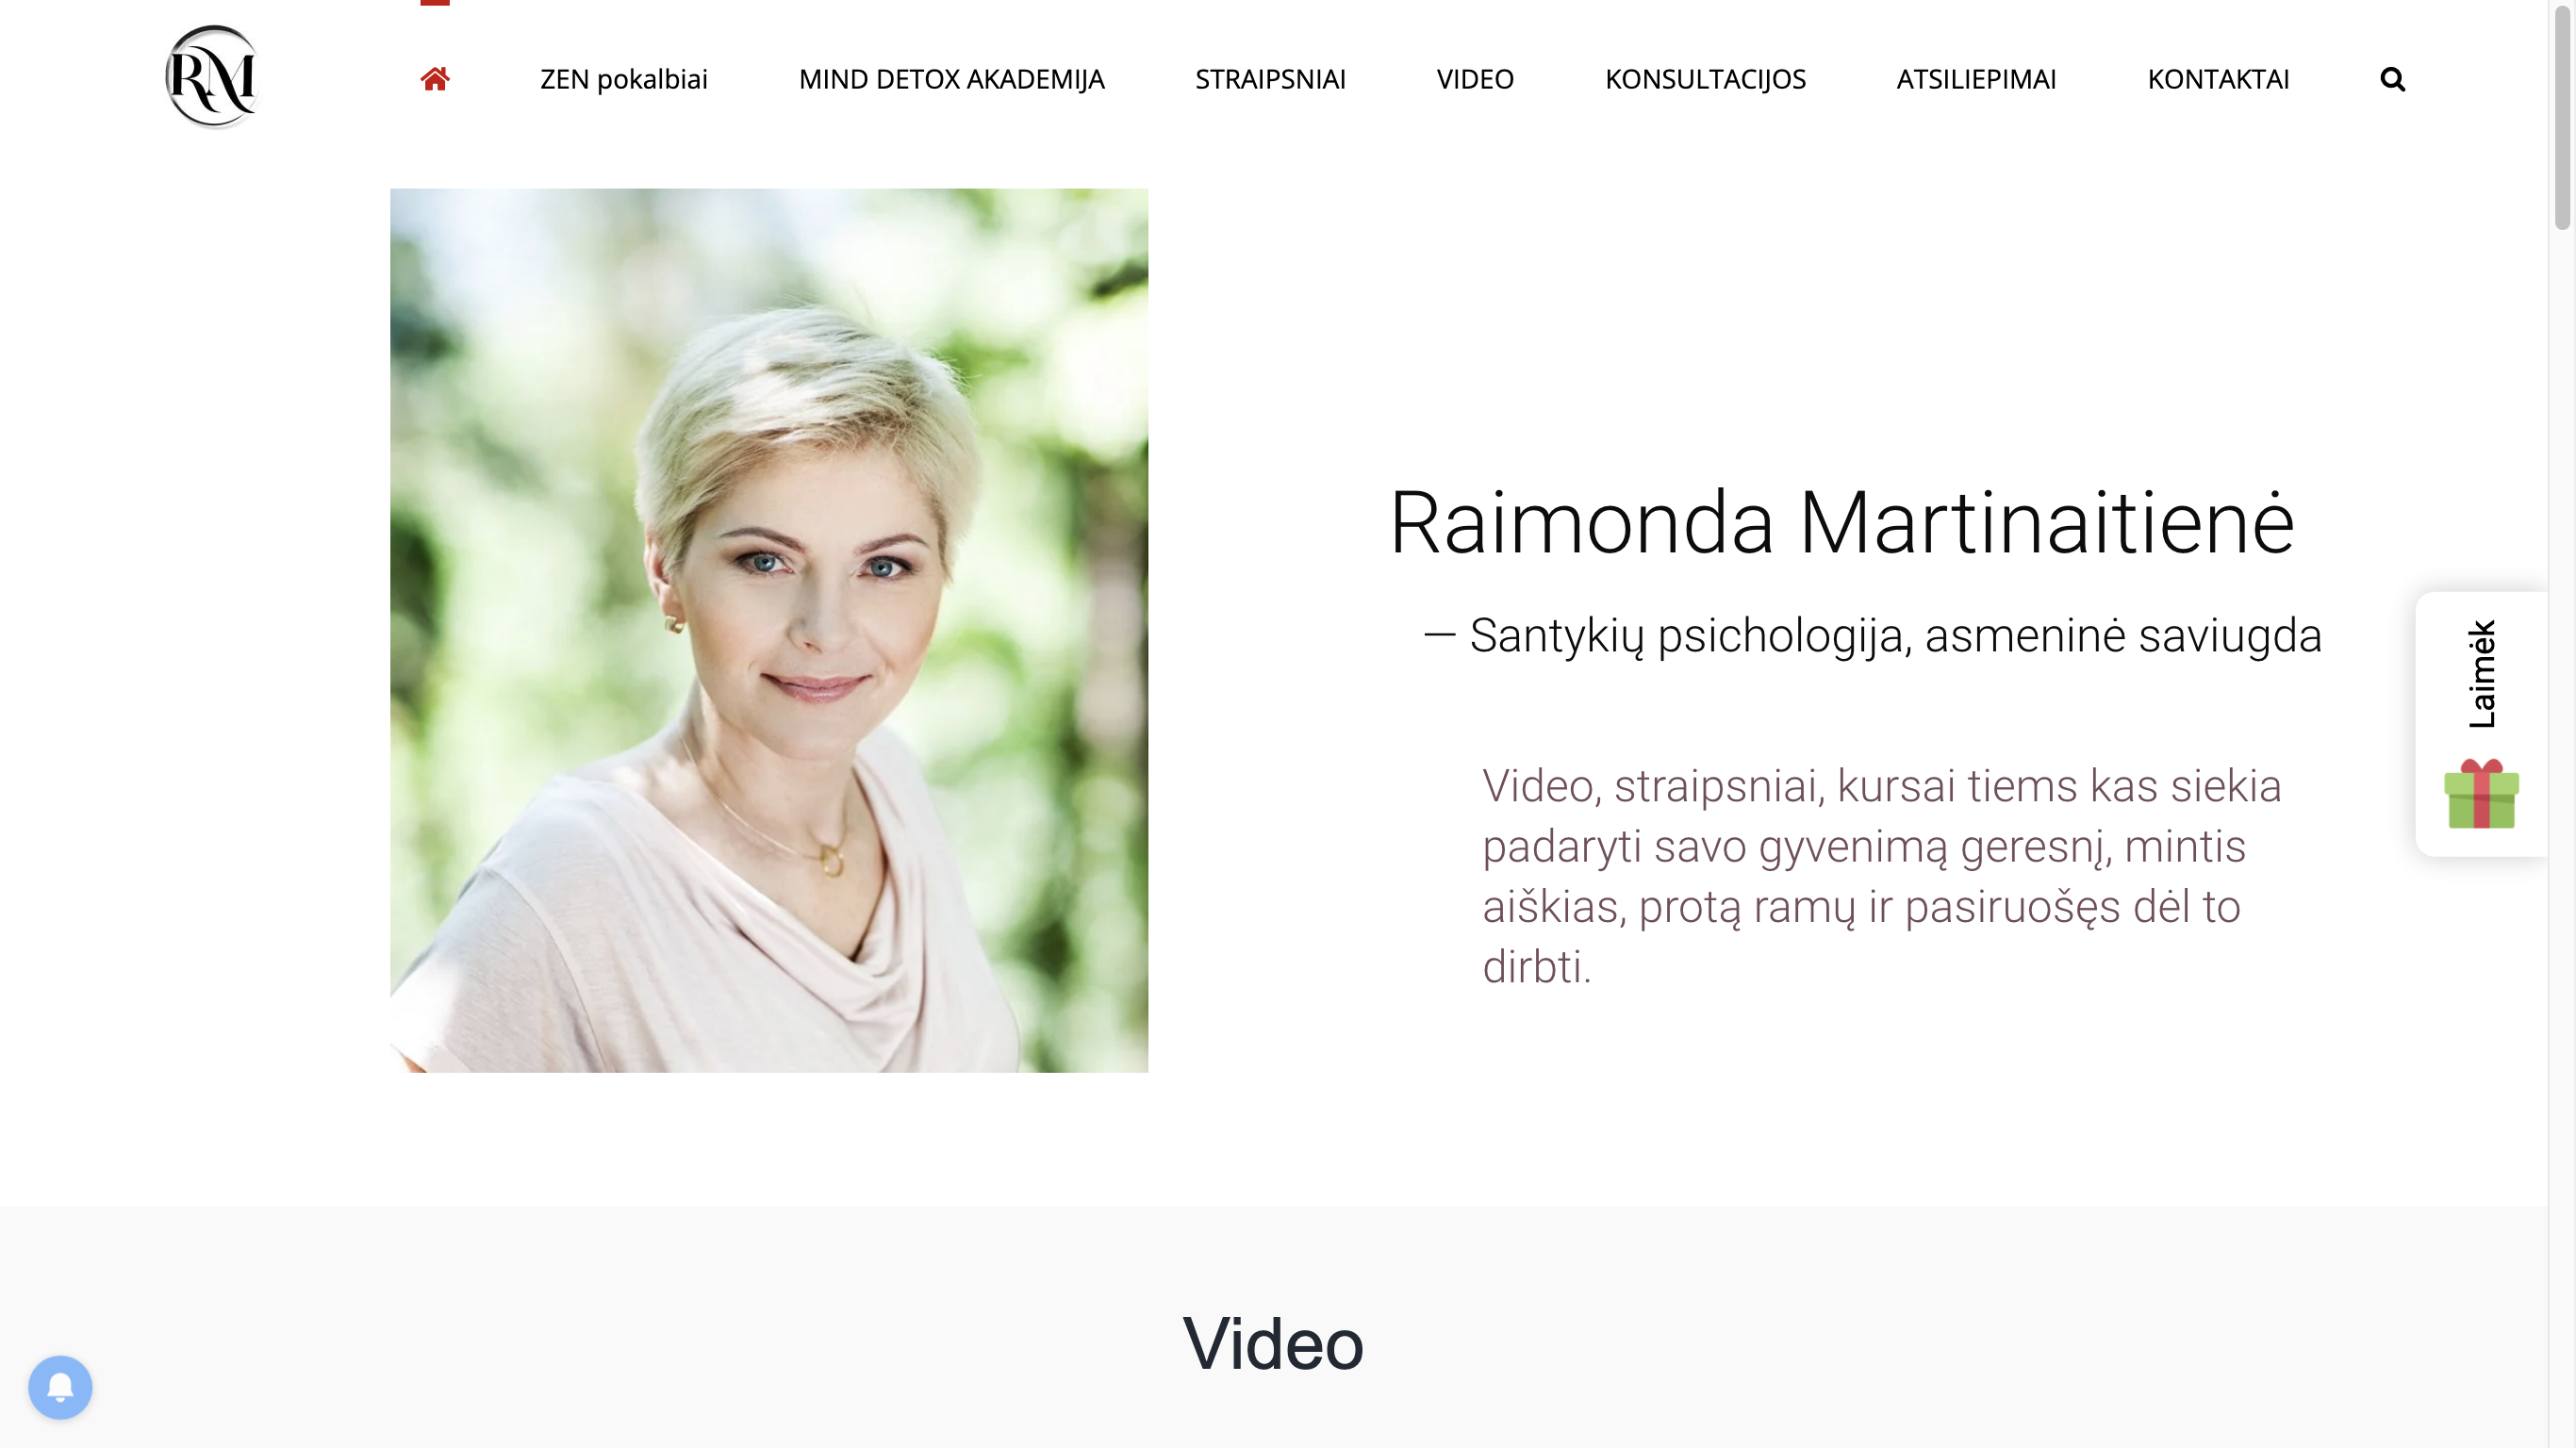 RM
ZEN pokalbiai
MIND DETOX AKADEMIJA
STRAIPSNIAI
VIDEO
KONSULTACIJOS
ATSILIEPIMAI
KONTAKTAI
Raimonda Martinaitienė
— Santykių psichologija, asmeninė saviugda
Video, straipsniai, kursai tiems kas siekia
padaryti savo gyvenimą geresnį, mintis
aiškias, protą ramų ir pasiruošęs dėl to
dirbti.
Laimėk
Video